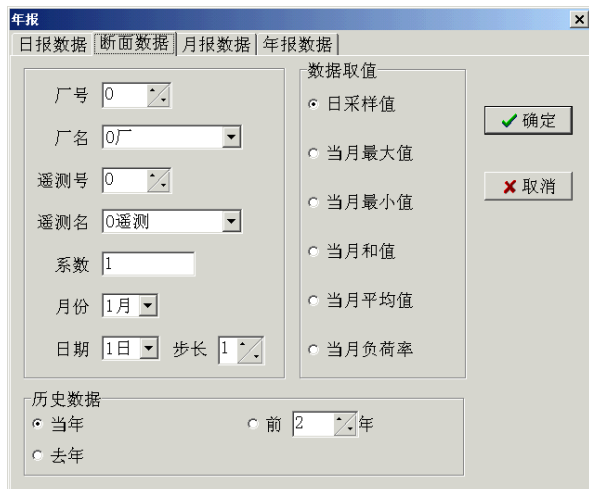 年报
日报数据 断面数据 月报数据 年报数据
厂号 0
厂名 0厂
遥测号 0
遥测名 0遥测
系数 1
月份 1月
日期 1日 步长 1
数据取值
日采样值
当月最大值
当月最小值
当月和值
当月平均值
当月负荷率
确定
取消
历史数据
当年 前 2 年
去年